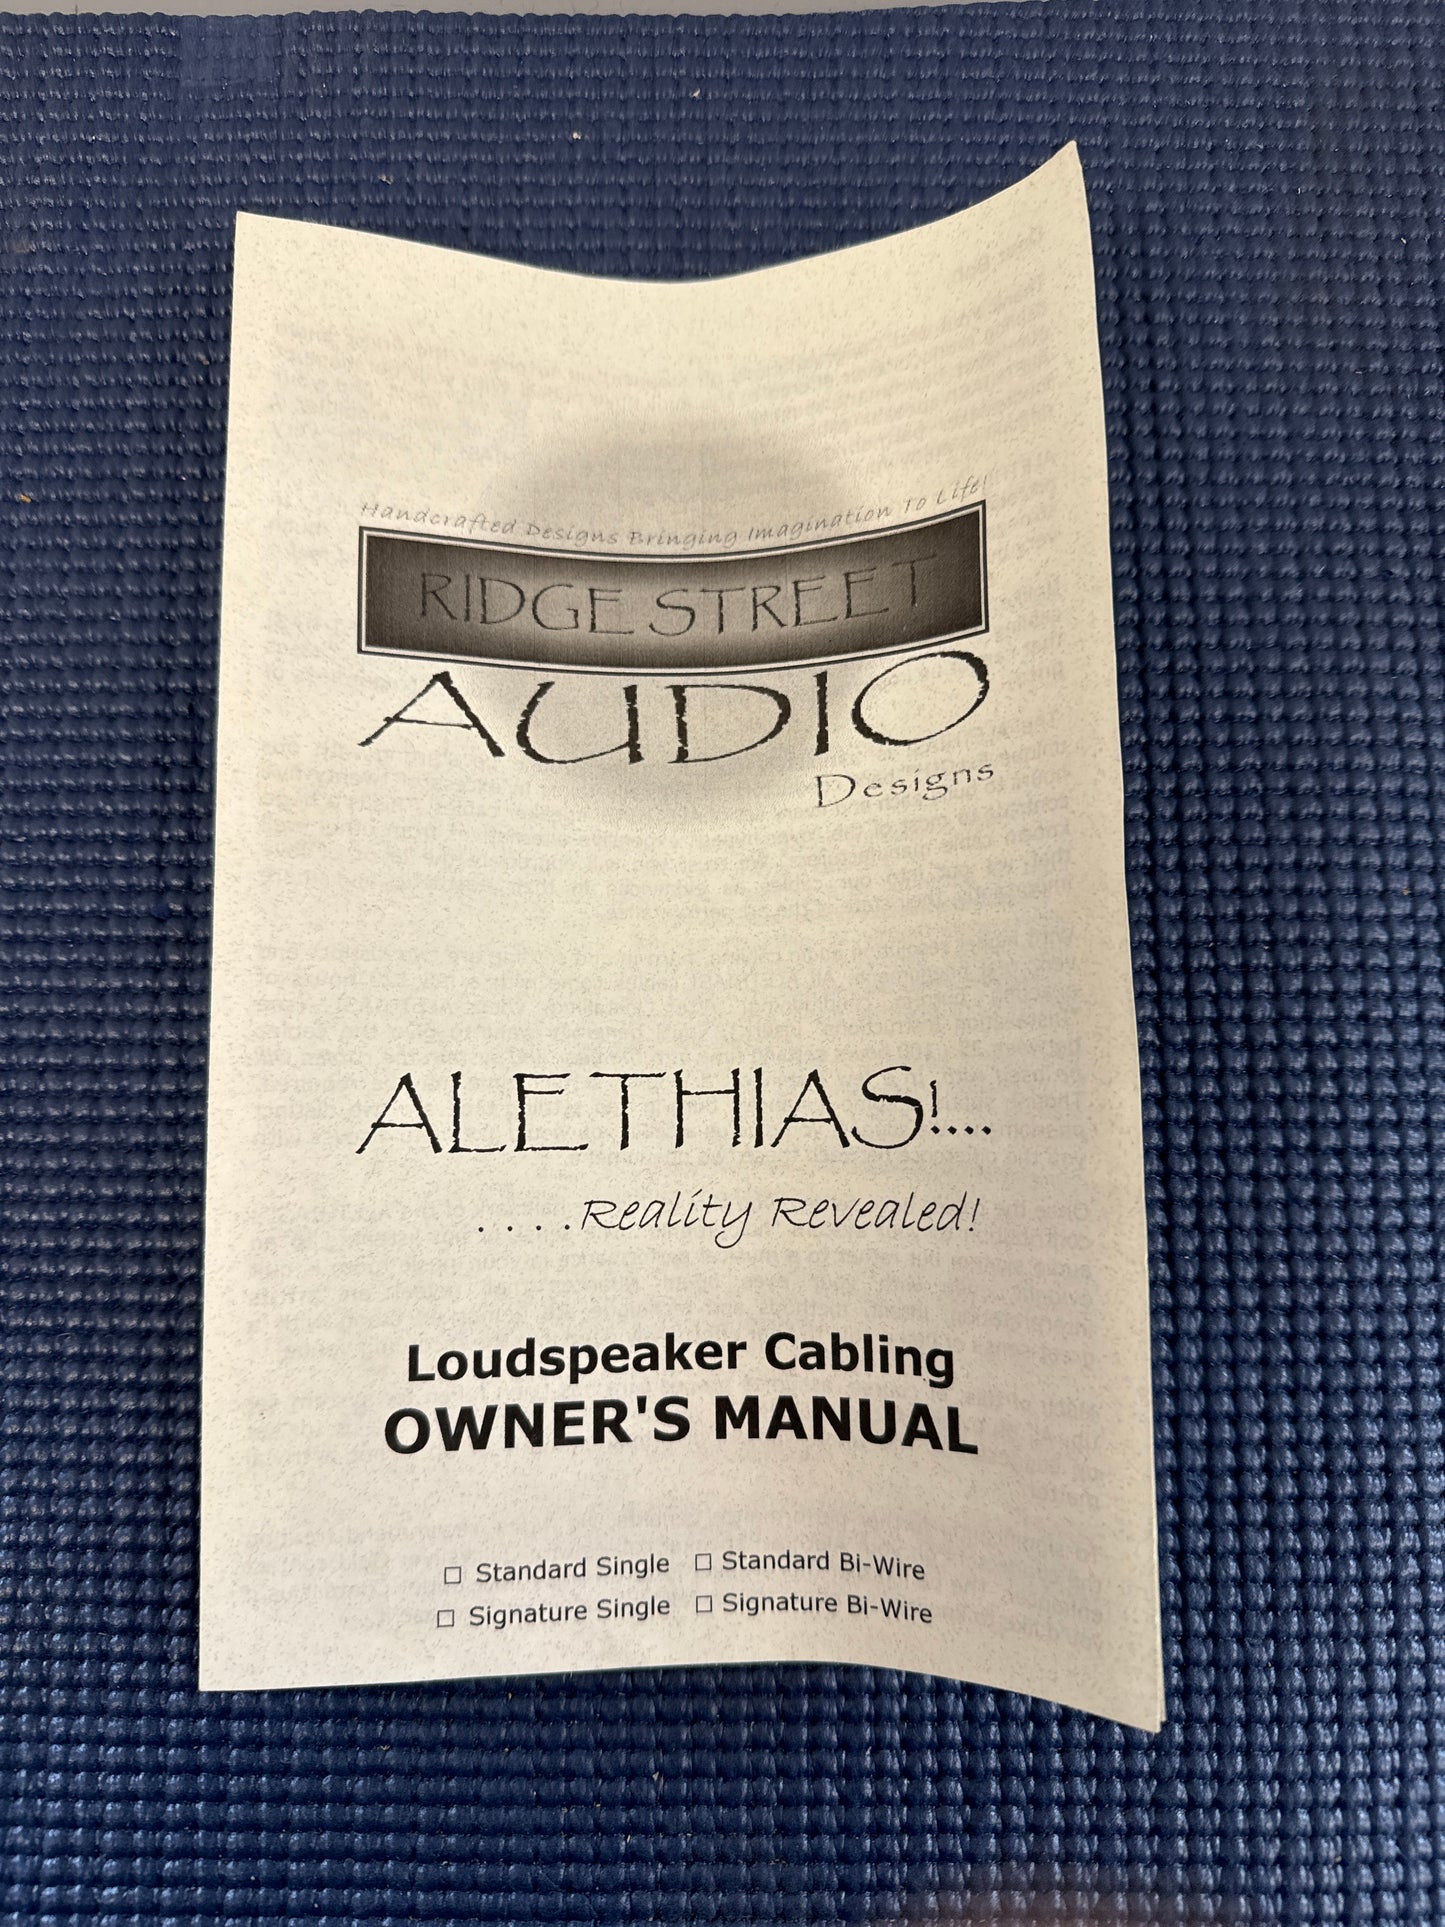 Handcrafted Designs Bringing Imagination To Life!
RIDGE STREET
AUDIO
Designs
ALETHIAS!....
....Reality Revealed!
Loudspeaker Cabling
OWNER'S MANUAL
☐ Standard Single ☐ Standard Bi-Wire
☐ Signature Single ☐ Signature Bi-Wire